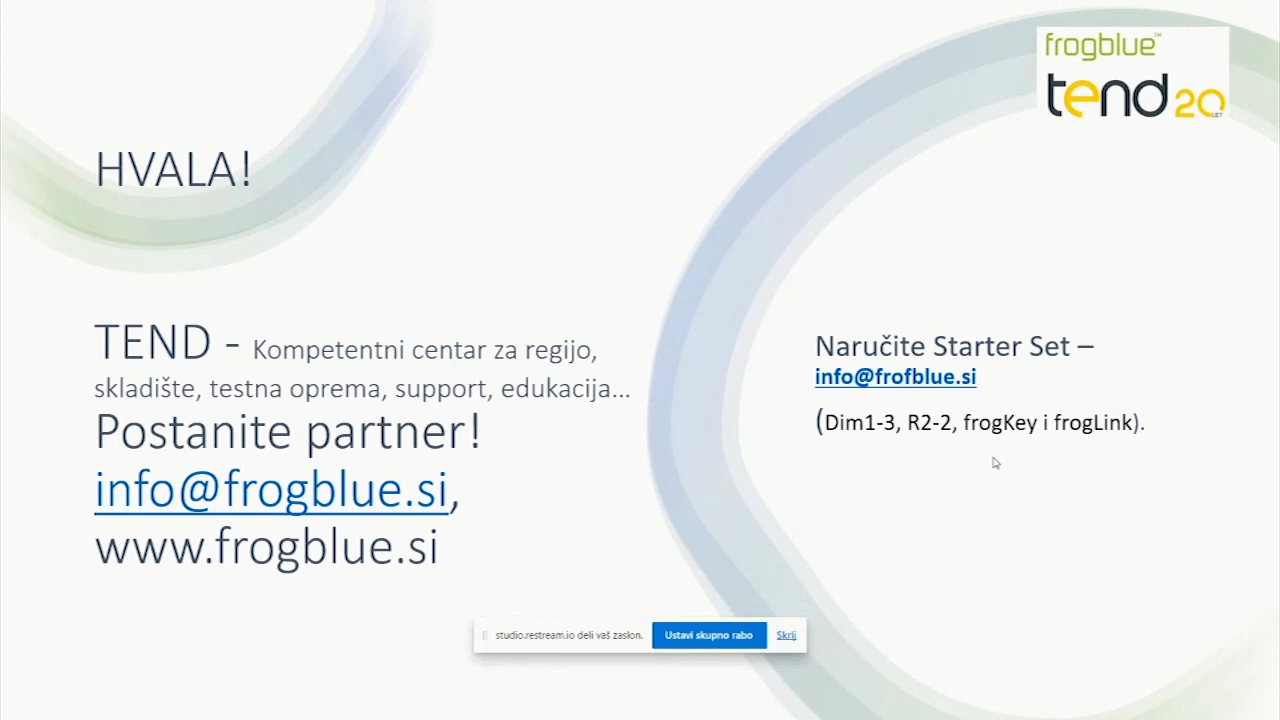 frogblue™
tend 20 LET
HVALA!
TEND - Kompetentni centar za regijo,
skladište, testna oprema, support, edukacija...
Postanite partner!
info@frogblue.si,
www.frogblue.si
Naručite Starter Set –
info@frofblue.si
(Dim1-3, R2-2, frogKey i frogLink).
studio.restream.io deli vaš zaslon.
Ustavi skupno rabo
Skrij